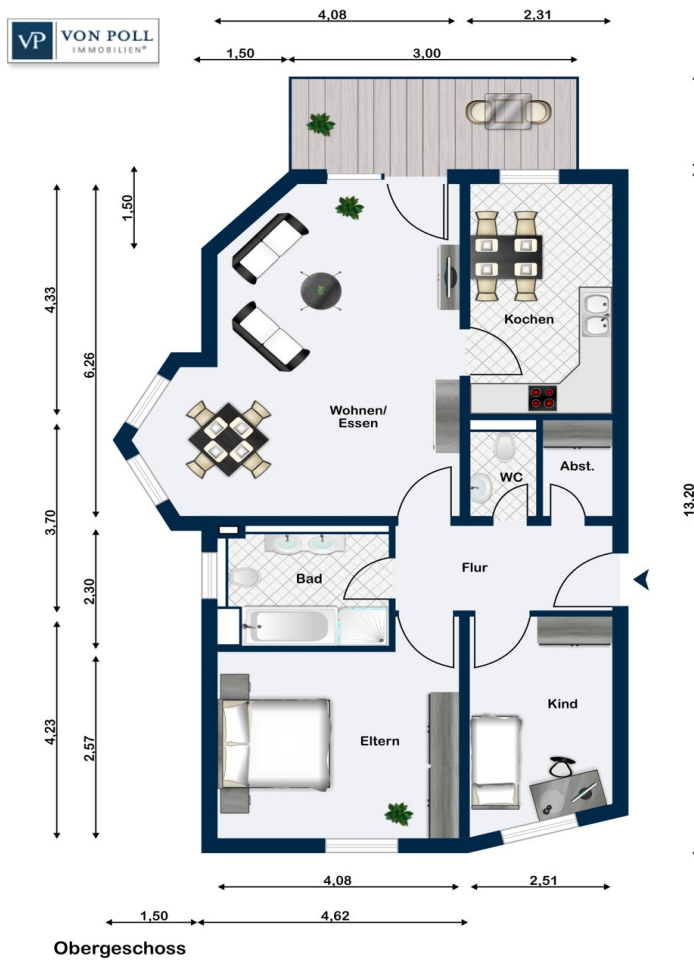 VP VON POLL
IMMOBILIEN®
4,08
2,31
1,50
3,00
1,50
4,33
6,26
Kochen
Wohnen/
Essen
WC
Abst.
13,20
3,70
2,30
Bad
Flur
4,23
2,57
Eltern
Kind
4,08
2,51
1,50
4,62
Obergeschoss